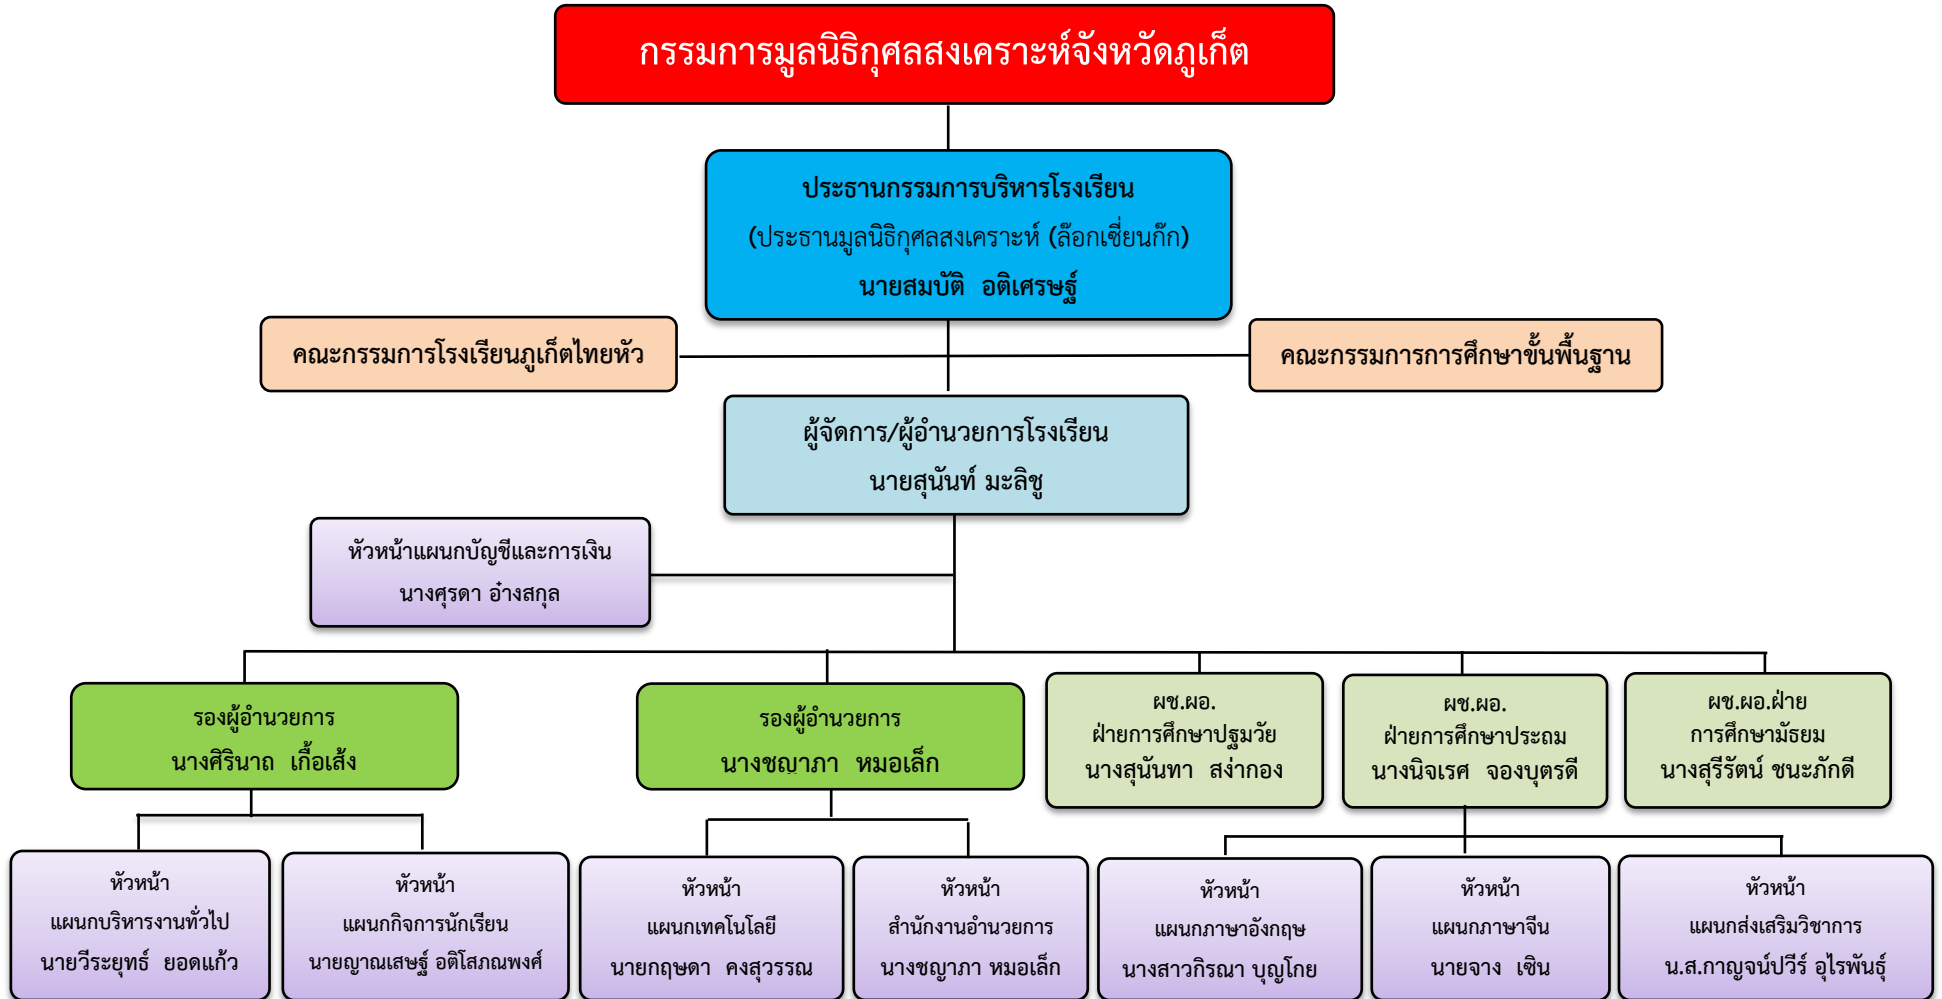 กรรมการมูลนิธิกุศลสงเคราะห์จังหวัดภูเก็ต
ประธานกรรมการบริหารโรงเรียน
(ประธานมูลนิธิกุศลสงเคราะห์ (ล๊อกเซี่ยนก๊ก)
นายสมบัติ อติเศรษฐ์
คณะกรรมการโรงเรียนภูเก็ตไทยหัว
คณะกรรมการการศึกษาขั้นพื้นฐาน
ผู้จัดการ/ผู้อำนวยการโรงเรียน
นายสุนันท์ มะลิชู
หัวหน้าแผนกบัญชีและการเงิน
นางศุรดา อ๋างสกุล
รองผู้อำนวยการ
นางศิรินาถ เกื้อเส้ง
รองผู้อำนวยการ
นางชญาภา หมอเล็ก
ผช.ผอ.
ฝ่ายการศึกษาปฐมวัย
นางสุนันทา สง่ากอง
ผช.ผอ.
ฝ่ายการศึกษาประถม
นางนิจเรศ จองบุตรดี
ผช.ผอ.ฝ่าย
การศึกษามัธยม
นางสุรีรัตน์ ชนะภักดี
หัวหน้า
แผนกบริหารงานทั่วไป
นายวีระยุทธ์ ยอดแก้ว
หัวหน้า
แผนกกิจการนักเรียน
นายญาณเสษฐ์ อติโสภณพงศ์
หัวหน้า
แผนกเทคโนโลยี
นายกฤษดา คงสุวรรณ
หัวหน้า
สำนักงานอำนวยการ
นางชญาภา หมอเล็ก
หัวหน้า
แผนกภาษาอังกฤษ
นางสาวกิรณา บุญโกย
หัวหน้า
แผนกภาษาจีน
นายจาง เซิน
หัวหน้า
แผนกส่งเสริมวิชาการ
น.ส.กาญจน์ปวีร์ อุไรพันธุ์